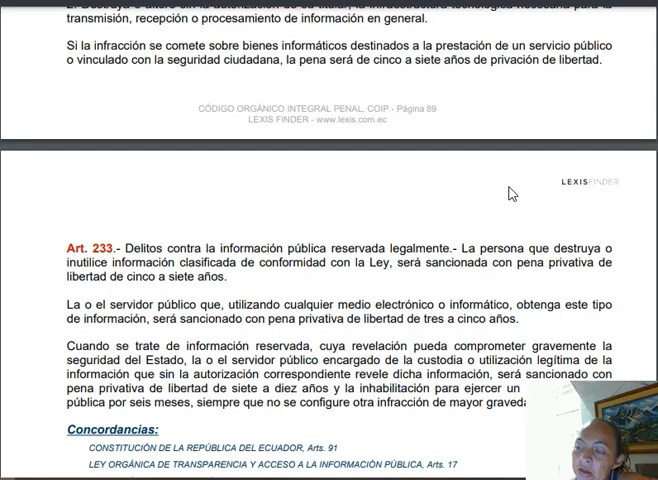 transmisión, recepción o procesamiento de información en general.
Si la infracción se comete sobre bienes informáticos destinados a la prestación de un servicio público
o vinculado con la seguridad ciudadana, la pena será de cinco a siete años de privación de libertad.
CÓDIGO ORGÁNICO INTEGRAL PENAL, COIP - Página 89
LEXIS FINDER - www.lexis.com.ec
LEXISFINDER
Art. 233.- Delitos contra la información pública reservada legalmente.- La persona que destruya o
inutilice información clasificada de conformidad con la Ley, será sancionada con pena privativa de
libertad de cinco a siete años.
La o el servidor público que, utilizando cualquier medio electrónico o informático, obtenga este tipo
de información, será sancionado con pena privativa de libertad de tres a cinco años.
Cuando se trate de información reservada, cuya revelación pueda comprometer gravemente la
seguridad del Estado, la o el servidor público encargado de la custodia o utilización legítima de la
información que sin la autorización correspondiente revele dicha información, será sancionado con
pena privativa de libertad de siete a diez años y la inhabilitación para ejercer un
pública por seis meses, siempre que no se configure otra infracción de mayor
Concordancias:
CONSTITUCIÓN DE LA REPÚBLICA DEL ECUADOR, Arts. 91
LEY ORGÁNICA DE TRANSPARENCIA Y ACCESO A LA INFORMACIÓN PÚBLICA, Arts. 17